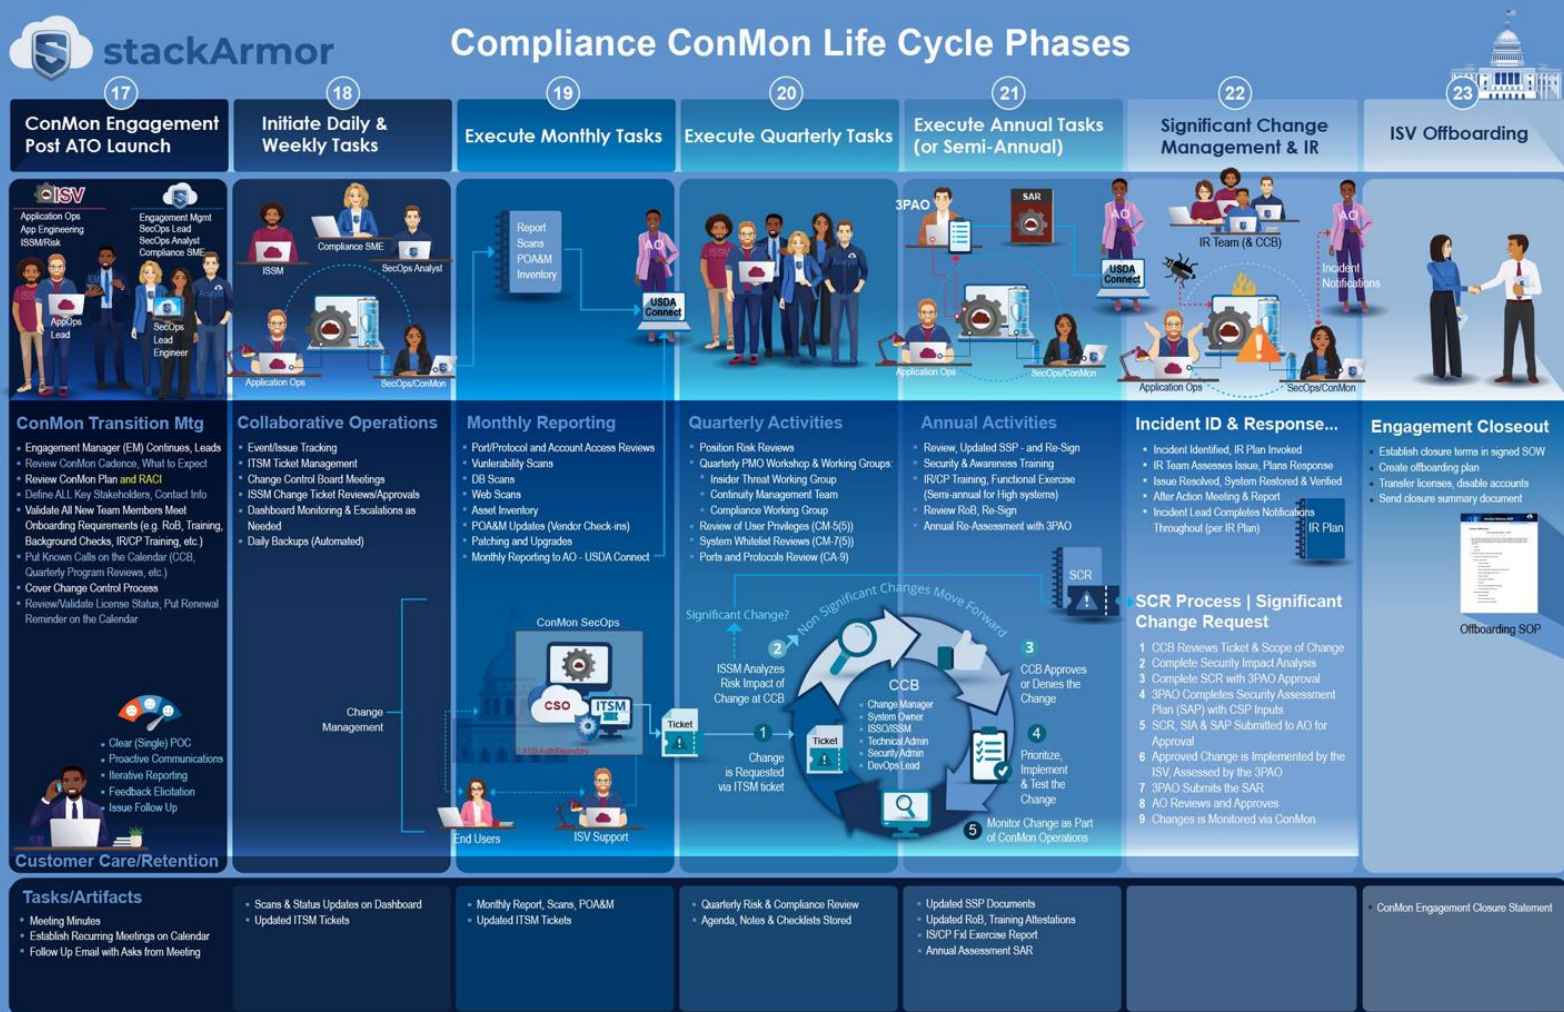 stackArmor
Compliance ConMon Life Cycle Phases
17
ConMon Engagement
Post ATO Launch
18
Initiate Daily &
Weekly Tasks
19
Execute Monthly Tasks
20
Execute Quarterly Tasks
21
Execute Annual Tasks
(or Semi-Annual)
22
Significant Change
Management & IR
23
ISV Offboarding
ISV
Application Ops
App Engineering
ISSM/Risk
Engagement Mgmt
SecOps Lead
SecOps Analyst
Compliance SME
EM
Analyst
AppOps
Lead
SecOps
Lead
Engineer
ISSM
Compliance SME
SecOps Analyst
Application Ops
SecOps/ConMon
Report
Scans
POA&M
Inventory
AO
USDA
Connect
ISSM
Analyst
3PAO
SAR
AO
USDA
Connect
Application Ops
SecOps/ConMon
IR Team (& CCB)
AO
Incident
Notifications
Application Ops
SecOps/ConMon
ConMon Transition Mtg
• Engagement Manager (EM) Continues, Leads
• Review ConMon Cadence, What to Expect
• Review ConMon Plan and RACI
• Define ALL Key Stakeholders, Contact Info
• Validate All New Team Members Meet
Onboarding Requirements (e.g. RoB, Training,
Background Checks, IR/CP Training, etc.)
• Put Known Calls on the Calendar (CCB,
Quarterly Program Reviews, etc.)
• Cover Change Control Process
• Review/Validate License Status, Put Renewal
Reminder on the Calendar
• Clear (Single) POC
• Proactive Communications
• Iterative Reporting
• Feedback Elicitation
• Issue Follow Up
Customer Care/Retention
Collaborative Operations
• Event/Issue Tracking
• ITSM Ticket Management
• Change Control Board Meetings
• ISSM Change Ticket Reviews/Approvals
• Dashboard Monitoring & Escalations as
Needed
• Daily Backups (Automated)
Change
Management
Monthly Reporting
• Port/Protocol and Account Access Reviews
• Vunlerability Scans
• DB Scans
• Web Scans
• Asset Inventory
• POA&M Updates (Vendor Check-ins)
• Patching and Upgrades
• Monthly Reporting to AO - USDA Connect
ConMon SecOps
CSO
ITSM
End Users
ISV Support
Ticket
Quarterly Activities
• Position Risk Reviews
• Quarterly PMO Workshop & Working Groups:
• Insider Threat Working Group
• Continuity Management Team
• Compliance Working Group
• Review of User Privileges (CM-5(5))
• System Whitelist Reviews (CM-7(5))
• Ports and Protocols Review (CA-9)
Annual Activities
• Review, Updated SSP - and Re-Sign
• Security & Awareness Training
• IR/CP Training, Functional Exercise
(Semi-annual for High systems)
• Review RoB, Re-Sign
• Annual Re-Assessment with 3PAO
Significant Change?
Non-Significant Changes Move Forward
1
Change
is Requested
via ITSM ticket
2
ISSM Analyzes
Risk Impact of
Change at CCB
3
CCB Approves
or Denies the
Change
4
Prioritize,
Implement
& Test the
Change
5
Monitor Change as Part
of ConMon Operations
Ticket
CCB
• Change Manager
• System Owner
• ISSO/ISSM
• Technical Admin
• Security Admin
• DevOps Lead
SCR
Incident ID & Response...
• Incident Identified, IR Plan Invoked
• IR Team Assesses Issue, Plans Response
• Issue Resolved, System Restored & Verified
• After Action Meeting & Report
• Incident Lead Completes Notifications
Throughout (per IR Plan)
IR Plan
SCR Process | Significant
Change Request
1 CCB Reviews Ticket & Scope of Change
2 Complete Security Impact Analysis
3 Complete SCR with 3PAO Approval
4 3PAO Completes Security Assessment
Plan (SAP) with CSP Inputs
5 SCR, SIA & SAP Submitted to AO for
Approval
6 Approved Change is Implemented by the
ISV, Assessed by the 3PAO
7 3PAO Submits the SAR
8 AO Reviews and Approves
9 Changes is Monitored via ConMon
Engagement Closeout
• Establish closure terms in signed SOW
• Create offboarding plan
• Transfer licenses, disable accounts
• Send closure summary document
Offboarding SOP
Tasks/Artifacts
• Meeting Minutes
• Establish Recurring Meetings on Calendar
• Follow Up Email with Asks from Meeting
• Scans & Status Updates on Dashboard
• Updated ITSM Tickets
• Monthly Report, Scans, POA&M
• Updated ITSM Tickets
• Quarterly Risk & Compliance Review
• Agenda, Notes & Checklists Stored
• Updated SSP Documents
• Updated RoB, Training Attestations
• IS/CP Fxl Exercise Report
• Annual Assessment SAR
• ConMon Engagement Closure Statement